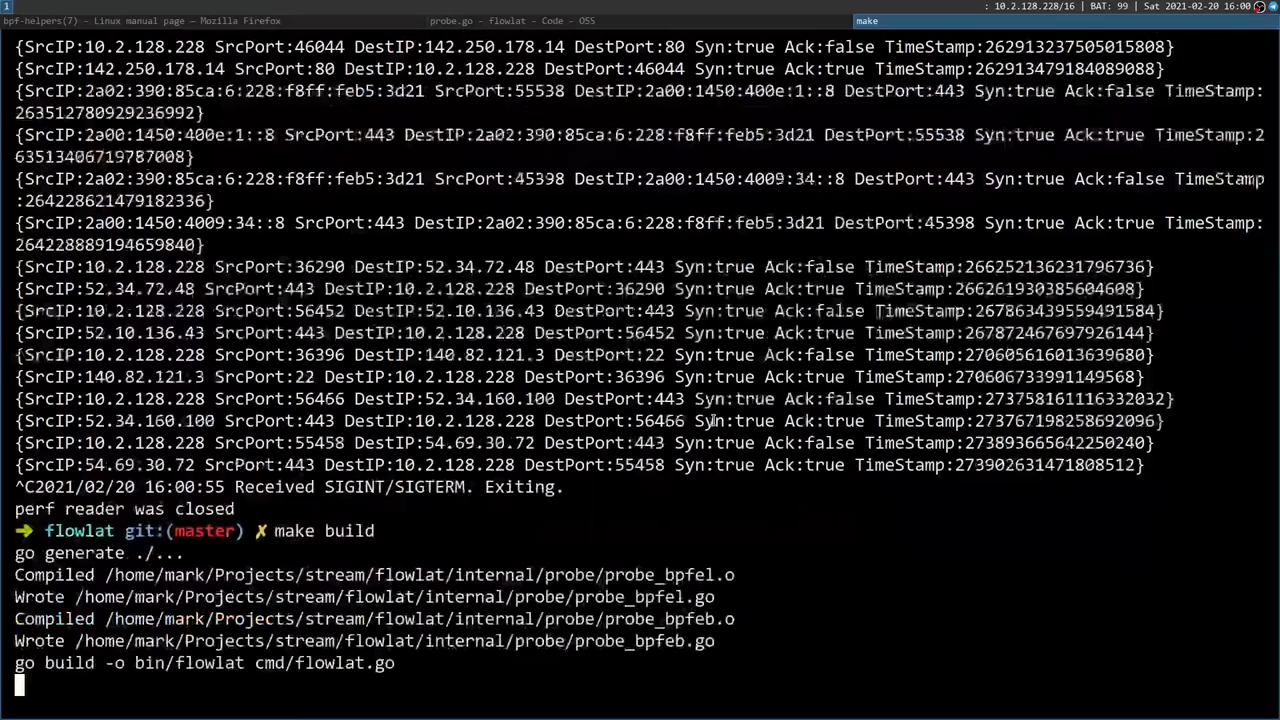 1
: 10.2.128.228/16 | BAT: 99 | Sat 2021-02-20 16:00
bpf-helpers(7) - Linux manual page — Mozilla Firefox
probe.go - flowlat - Code - OSS
make
{SrcIP:10.2.128.228 SrcPort:46044 DestIP:142.250.178.14 DestPort:80 Syn:true Ack:false TimeStamp:262913237505015808}
{SrcIP:142.250.178.14 SrcPort:80 DestIP:10.2.128.228 DestPort:46044 Syn:true Ack:true TimeStamp:262913479184089088}
{SrcIP:2a02:390:85ca:6:228:f8ff:feb5:3d21 SrcPort:55538 DestIP:2a00:1450:400e:1::8 DestPort:443 Syn:true Ack:false TimeStamp:
263512780929236992}
{SrcIP:2a00:1450:400e:1::8 SrcPort:443 DestIP:2a02:390:85ca:6:228:f8ff:feb5:3d21 DestPort:55538 Syn:true Ack:true TimeStamp:2
63513406719787008}
{SrcIP:2a02:390:85ca:6:228:f8ff:feb5:3d21 SrcPort:45398 DestIP:2a00:1450:4009:34::8 DestPort:443 Syn:true Ack:false TimeStamp
:264228621479182336}
{SrcIP:2a00:1450:4009:34::8 SrcPort:443 DestIP:2a02:390:85ca:6:228:f8ff:feb5:3d21 DestPort:45398 Syn:true Ack:true TimeStamp:
264228889194659840}
{SrcIP:10.2.128.228 SrcPort:36290 DestIP:52.34.72.48 DestPort:443 Syn:true Ack:false TimeStamp:266252136231796736}
{SrcIP:52.34.72.48 SrcPort:443 DestIP:10.2.128.228 DestPort:36290 Syn:true Ack:true TimeStamp:266261930385604608}
{SrcIP:10.2.128.228 SrcPort:56452 DestIP:52.10.136.43 DestPort:443 Syn:true Ack:false TimeStamp:267863439559491584}
{SrcIP:52.10.136.43 SrcPort:443 DestIP:10.2.128.228 DestPort:56452 Syn:true Ack:true TimeStamp:267872467697926144}
{SrcIP:10.2.128.228 SrcPort:36396 DestIP:140.82.121.3 DestPort:22 Syn:true Ack:false TimeStamp:270605616013639680}
{SrcIP:140.82.121.3 SrcPort:22 DestIP:10.2.128.228 DestPort:36396 Syn:true Ack:true TimeStamp:270606733991149568}
{SrcIP:10.2.128.228 SrcPort:56466 DestIP:52.34.160.100 DestPort:443 Syn:true Ack:false TimeStamp:273758161116332032}
{SrcIP:52.34.160.100 SrcPort:443 DestIP:10.2.128.228 DestPort:56466 Syn:true Ack:true TimeStamp:273767198258692096}
{SrcIP:10.2.128.228 SrcPort:55458 DestIP:54.69.30.72 DestPort:443 Syn:true Ack:false TimeStamp:273893665642250240}
{SrcIP:54.69.30.72 SrcPort:443 DestIP:10.2.128.228 DestPort:55458 Syn:true Ack:true TimeStamp:273902631471808512}
^C2021/02/20 16:00:55 Received SIGINT/SIGTERM. Exiting.
perf reader was closed
➜ flowlat git:(master) ✗ make build
go generate ./...
Compiled /home/mark/Projects/stream/flowlat/internal/probe/probe_bpfel.o
Wrote /home/mark/Projects/stream/flowlat/internal/probe/probe_bpfel.go
Compiled /home/mark/Projects/stream/flowlat/internal/probe/probe_bpfeb.o
Wrote /home/mark/Projects/stream/flowlat/internal/probe/probe_bpfeb.go
go build -o bin/flowlat cmd/flowlat.go